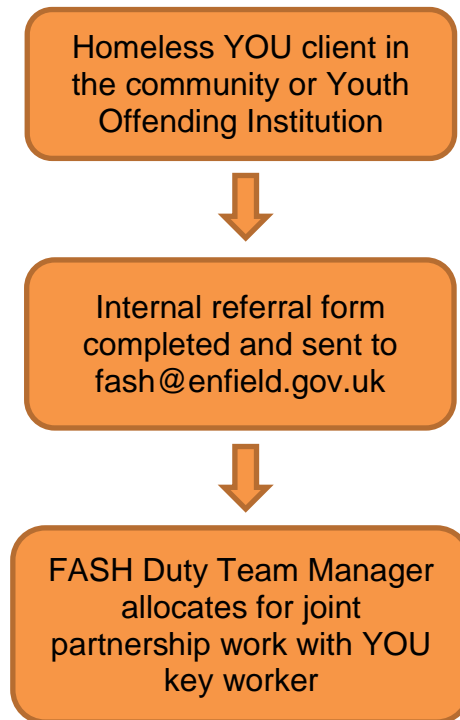 Homeless YOU client in
the community or Youth
Offending Institution
Internal referral form
completed and sent to
fash@enfield.gov.uk
FASH Duty Team Manager
allocates for joint
partnership work with YOU
key worker